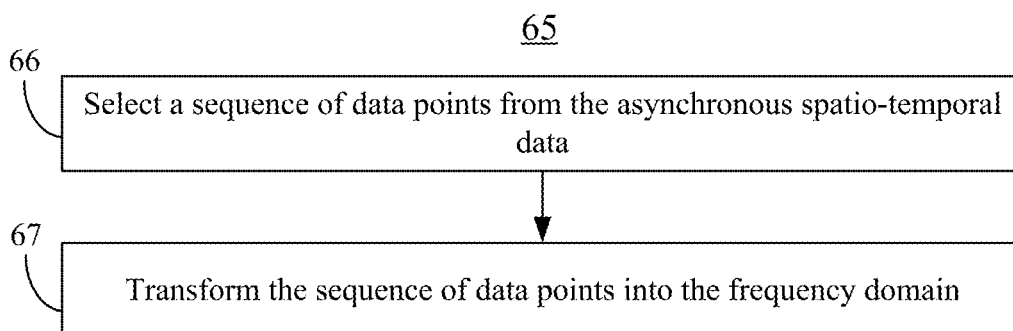 65
66
Select a sequence of data points from the asynchronous spatio-temporal
data
67
Transform the sequence of data points into the frequency domain